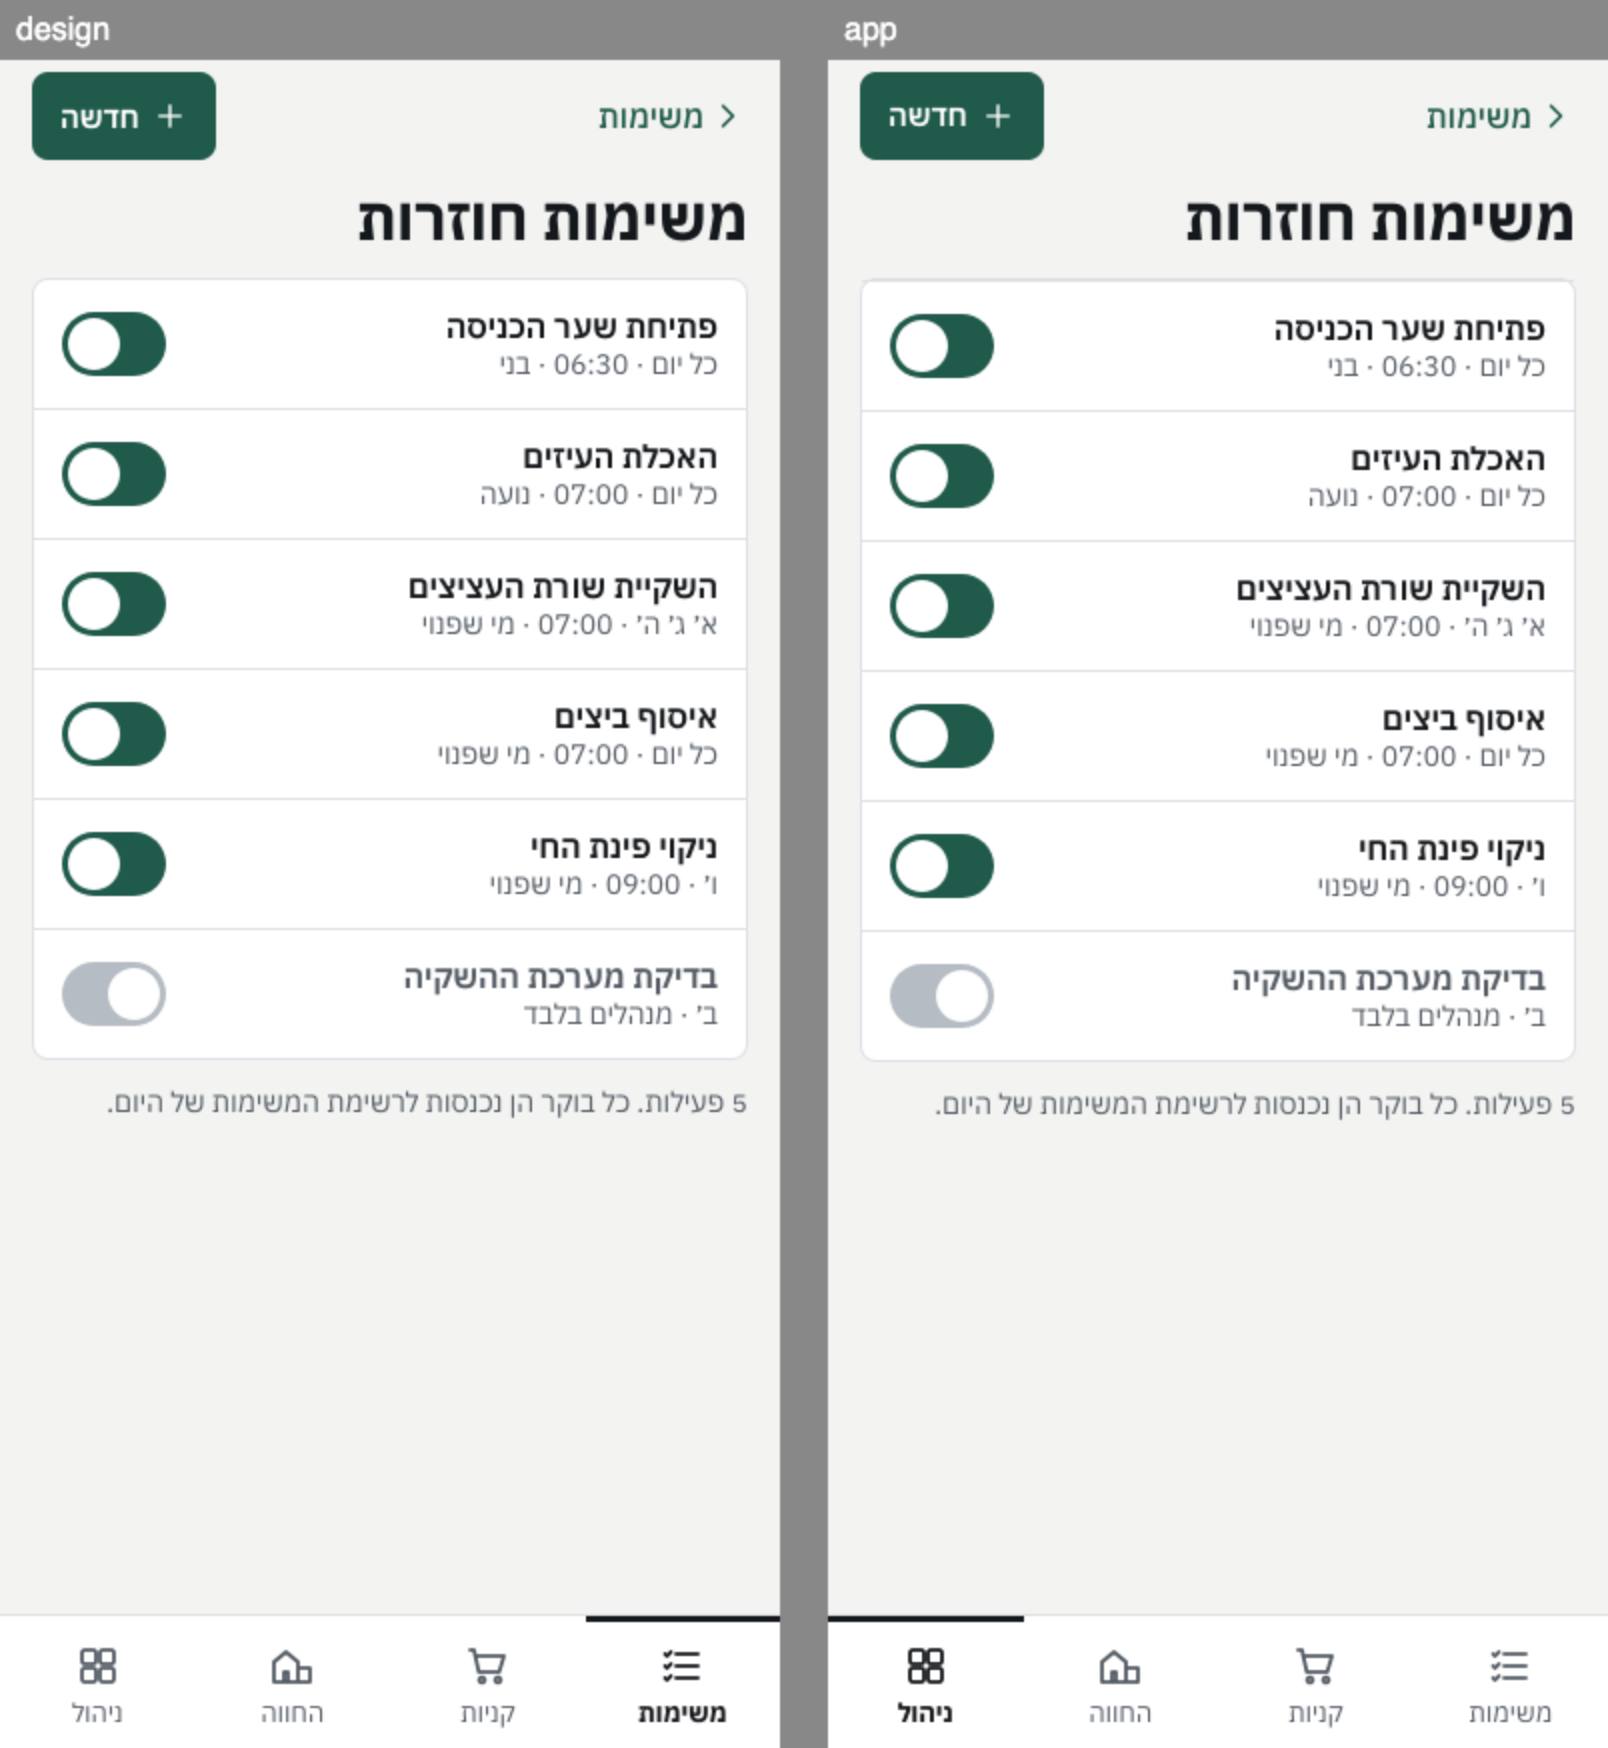 design
משימות
חדשה
משימות חוזרות
פתיחת שער הכניסה
כל יום · 06:30 · בני
האכלת העיזים
כל יום · 07:00 · נועה
השקיית שורת העציצים
א׳ ג׳ ה׳ · 07:00 · מי שפנוי
איסוף ביצים
כל יום · 07:00 · מי שפנוי
ניקוי פינת החי
ו׳ · 09:00 · מי שפנוי
בדיקת מערכת ההשקיה
ב׳ · מנהלים בלבד
5 פעילות. כל בוקר הן נכנסות לרשימת המשימות של היום.
משימות
קניות
החווה
ניהול
app
משימות
חדשה
משימות חוזרות
פתיחת שער הכניסה
כל יום · 06:30 · בני
האכלת העיזים
כל יום · 07:00 · נועה
השקיית שורת העציצים
א׳ ג׳ ה׳ · 07:00 · מי שפנוי
איסוף ביצים
כל יום · 07:00 · מי שפנוי
ניקוי פינת החי
ו׳ · 09:00 · מי שפנוי
בדיקת מערכת ההשקיה
ב׳ · מנהלים בלבד
5 פעילות. כל בוקר הן נכנסות לרשימת המשימות של היום.
משימות
קניות
החווה
ניהול